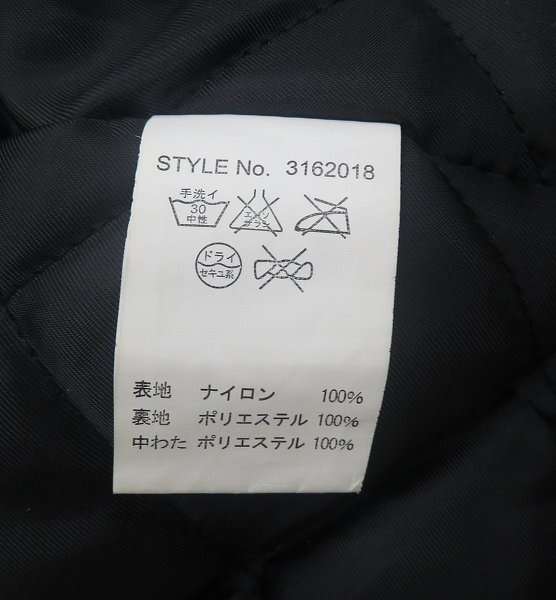 STYLE No. 3162018
手洗イ
30
中性
エンソ
サラシ
ドライ
セキユ系
表地 ナイロン 100%
裏地 ポリエステル 100%
中わた ポリエステル 100%